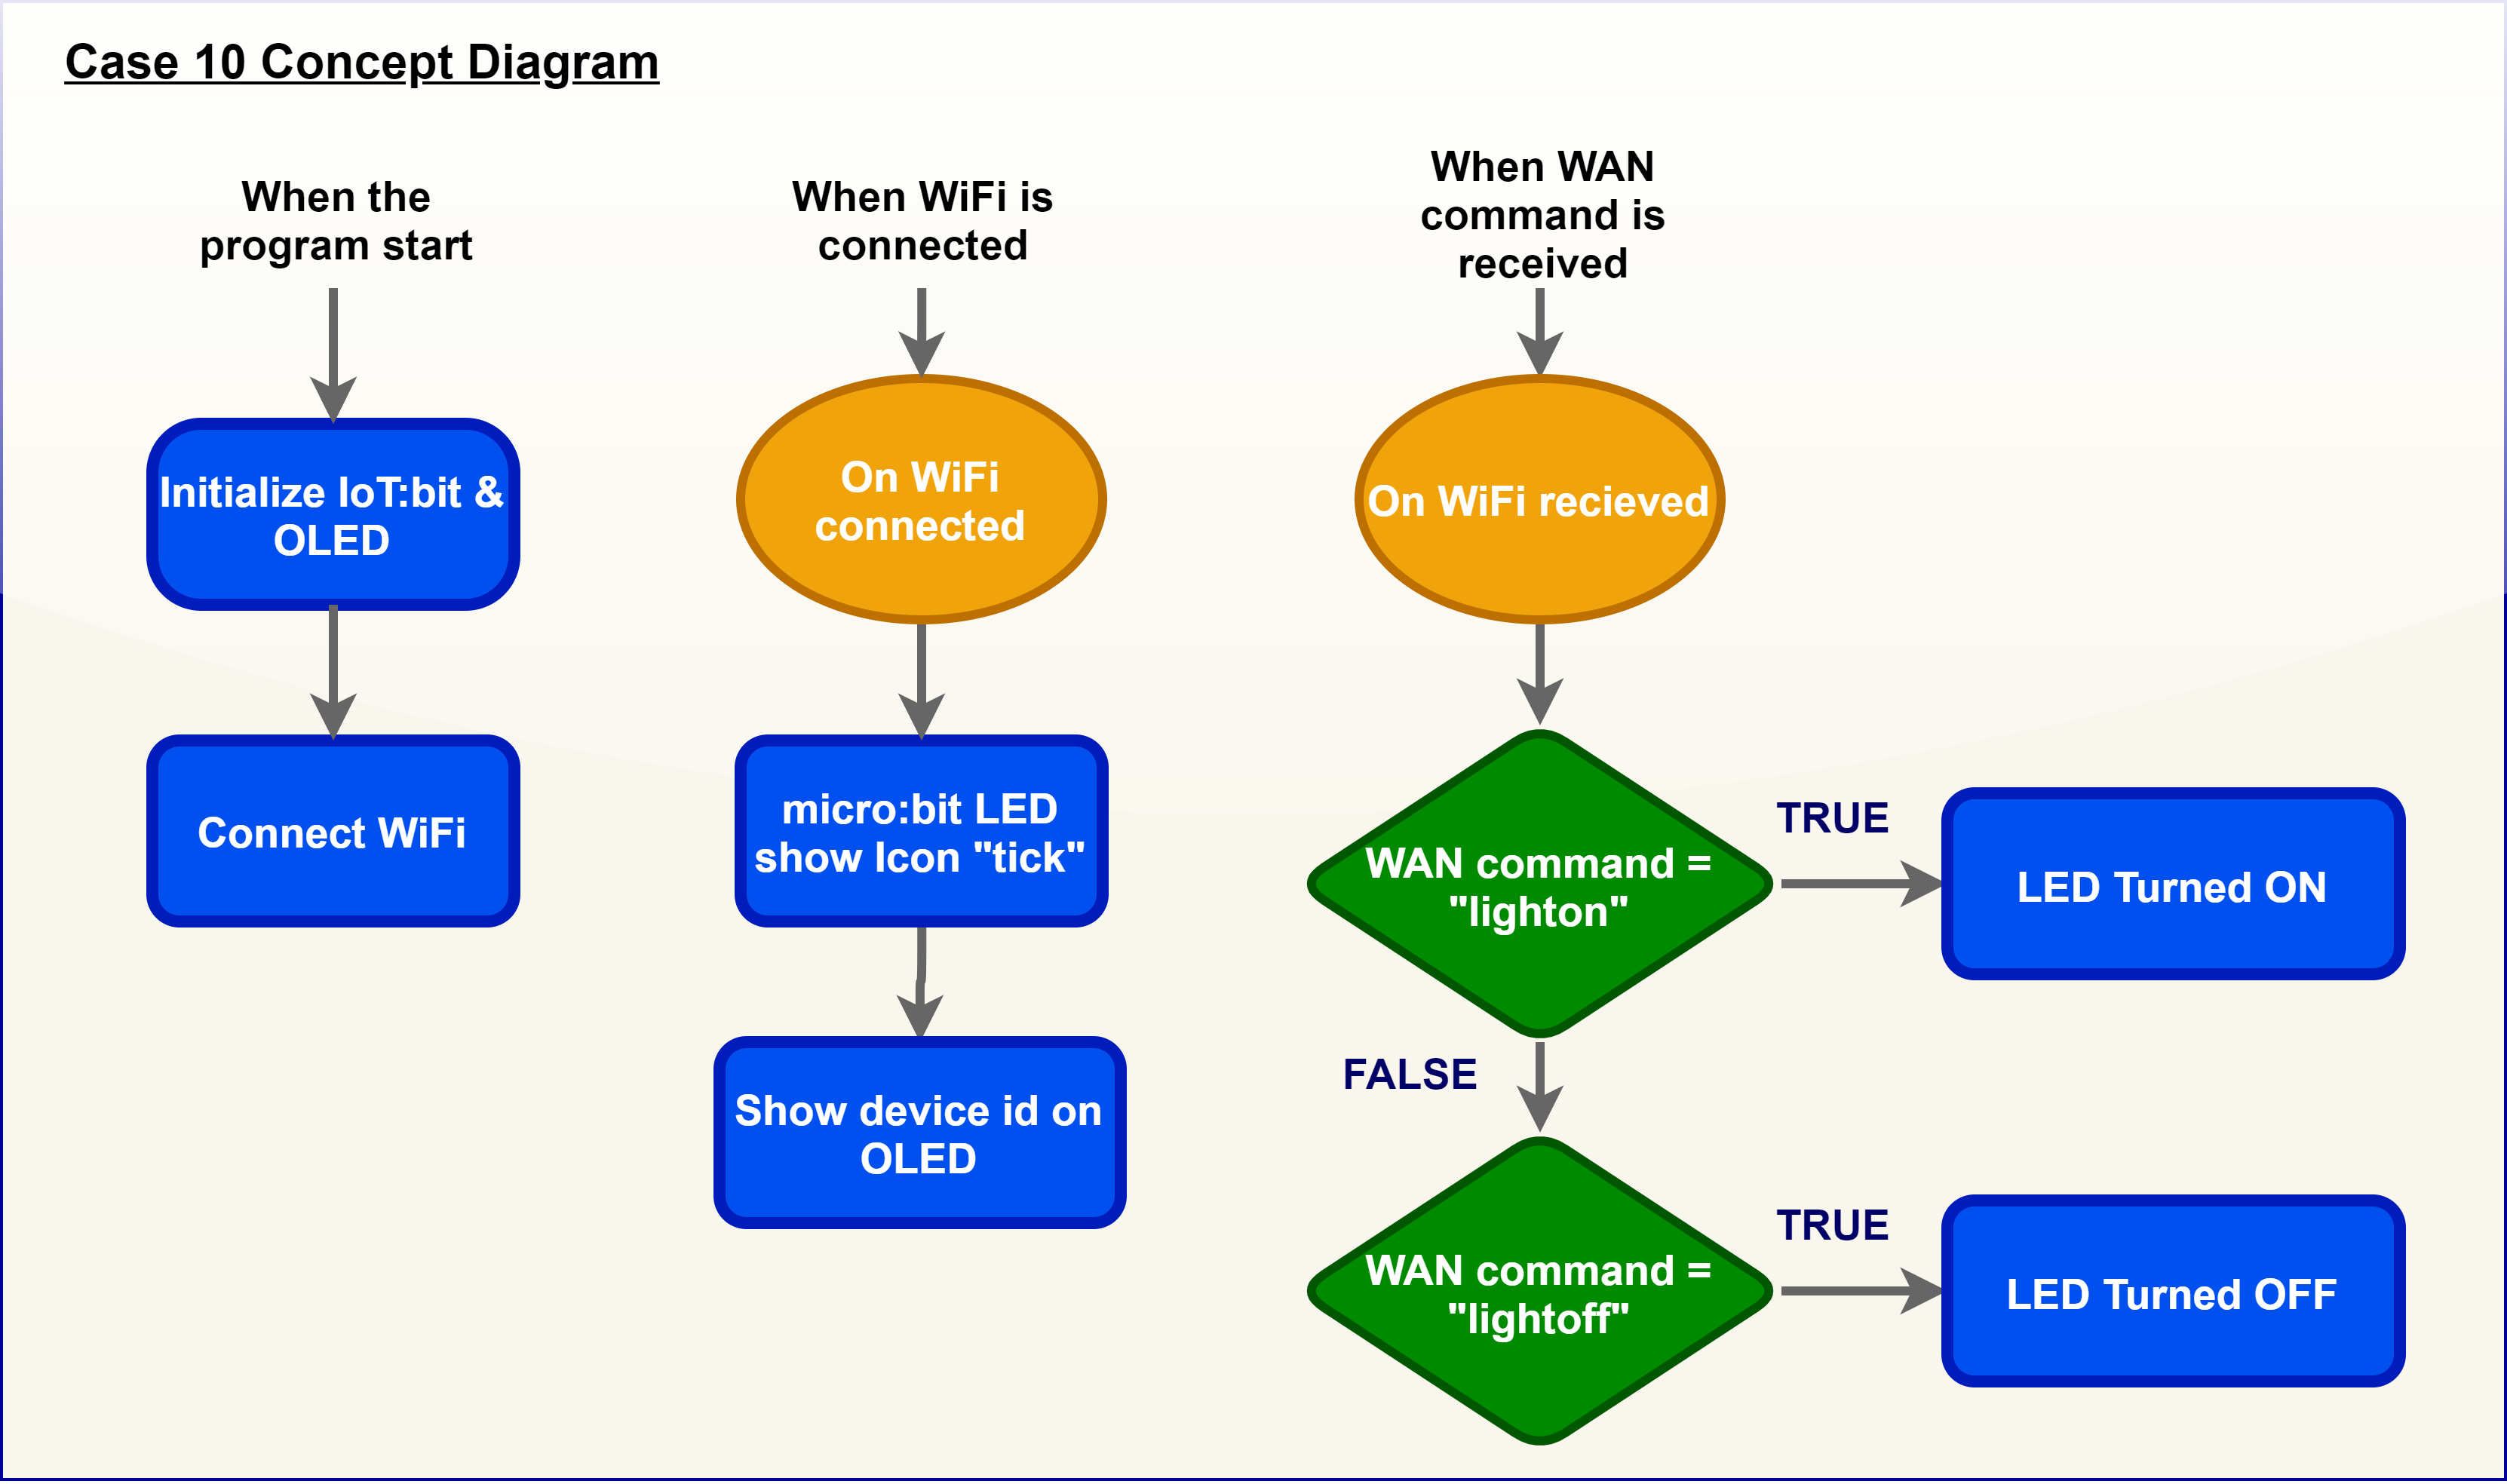 Case 10 Concept Diagram
When the
program start
Initialize IoT:bit &
OLED
Connect WiFi
When WiFi is
connected
On WiFi
connected
micro:bit LED
show Icon "tick"
Show device id on
OLED
When WAN
command is
received
On WiFi recieved
WAN command =
"lighton"
TRUE
LED Turned ON
FALSE
WAN command =
"lightoff"
TRUE
LED Turned OFF